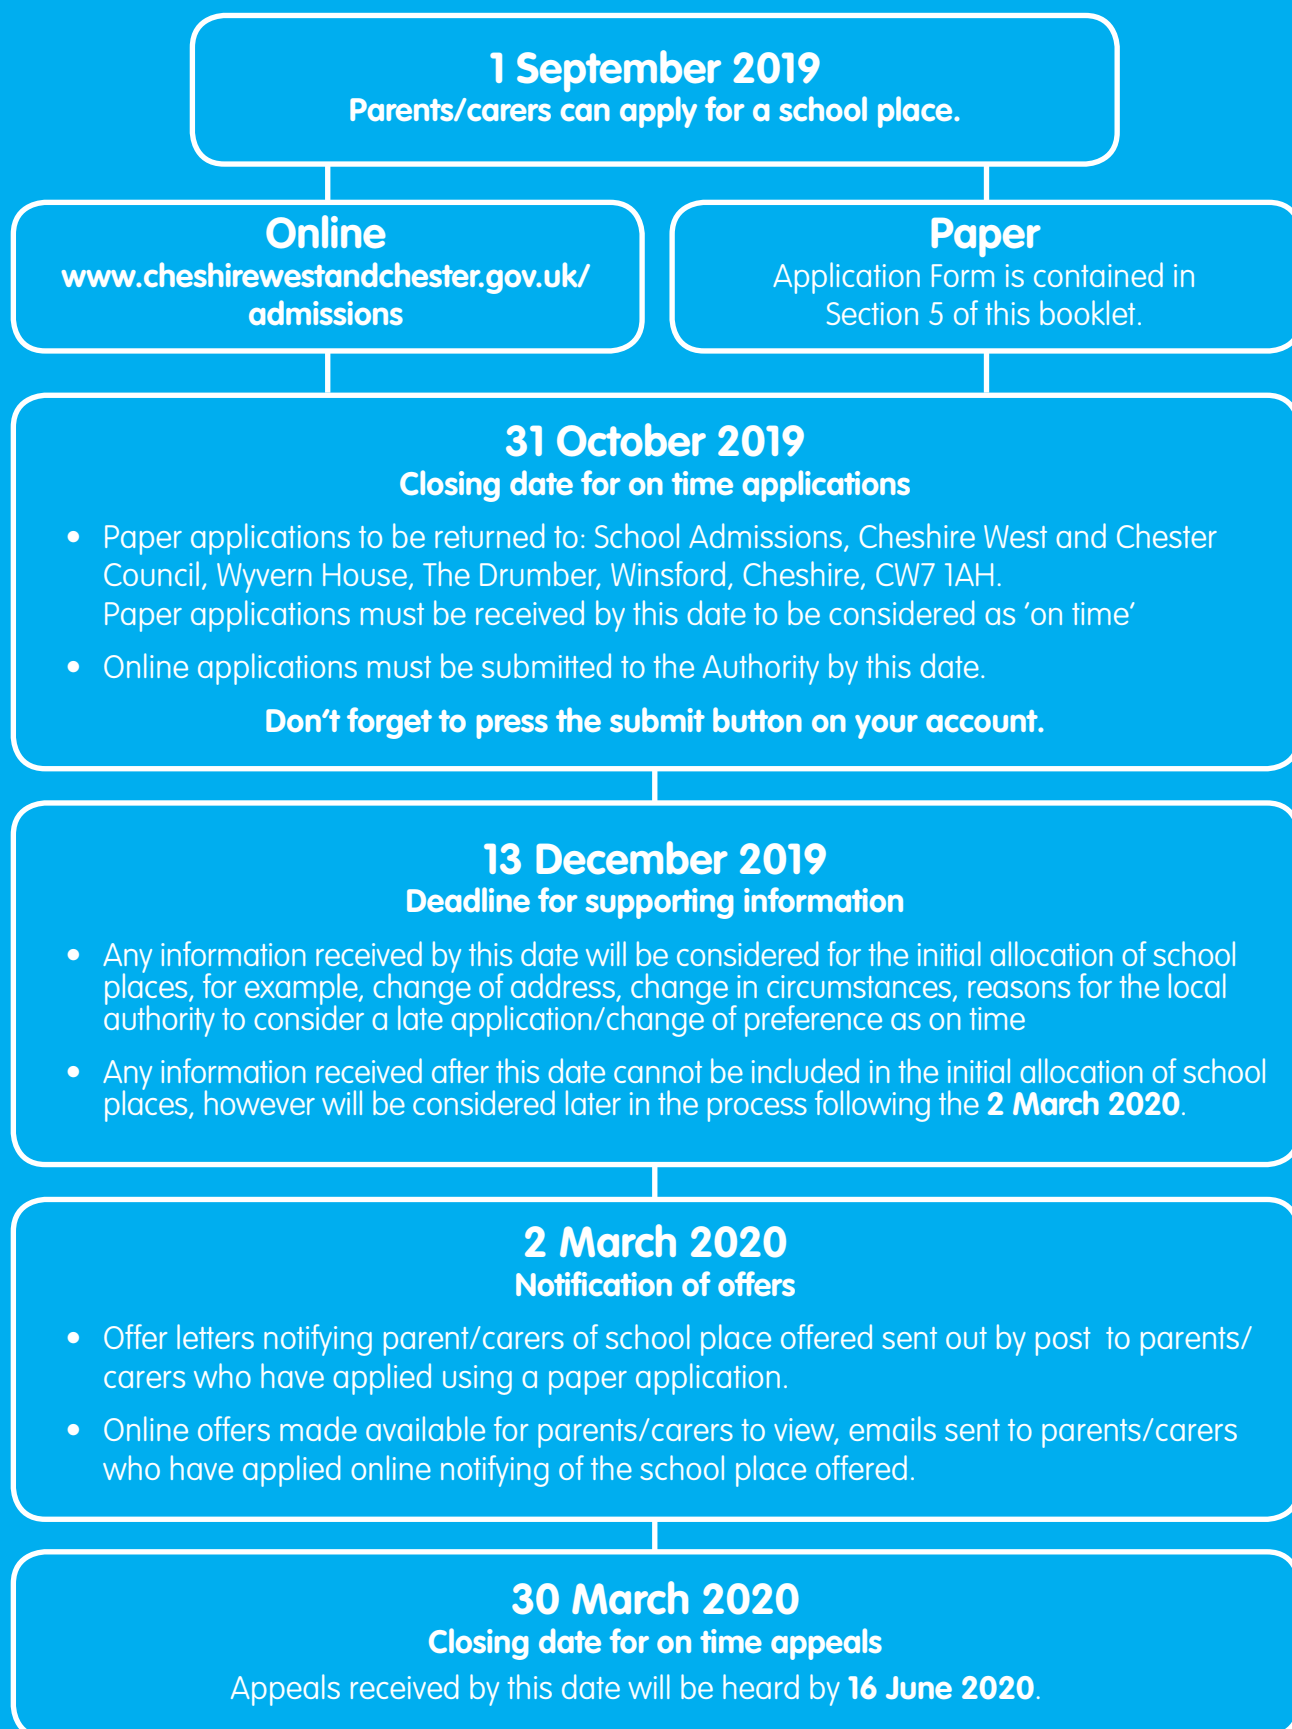 1 September 2019
Parents/carers can apply for a school place.
Online
www.cheshirewestandchester.gov.uk/
admissions
Paper
Application Form is contained in
Section 5 of this booklet.
31 October 2019
Closing date for on time applications
• Paper applications to be returned to: School Admissions, Cheshire West and Chester
Council, Wyvern House, The Drumber, Winsford, Cheshire, CW7 1AH.
Paper applications must be received by this date to be considered as ‘on time’
• Online applications must be submitted to the Authority by this date.
Don’t forget to press the submit button on your account.
13 December 2019
Deadline for supporting information
• Any information received by this date will be considered for the initial allocation of school
places, for example, change of address, change in circumstances, reasons for the local
authority to consider a late application/change of preference as on time
• Any information received after this date cannot be included in the initial allocation of school
places, however will be considered later in the process following the 2 March 2020.
2 March 2020
Notification of offers
• Offer letters notifying parent/carers of school place offered sent out by post to parents/
carers who have applied using a paper application.
• Online offers made available for parents/carers to view, emails sent to parents/carers
who have applied online notifying of the school place offered.
30 March 2020
Closing date for on time appeals
Appeals received by this date will be heard by 16 June 2020.